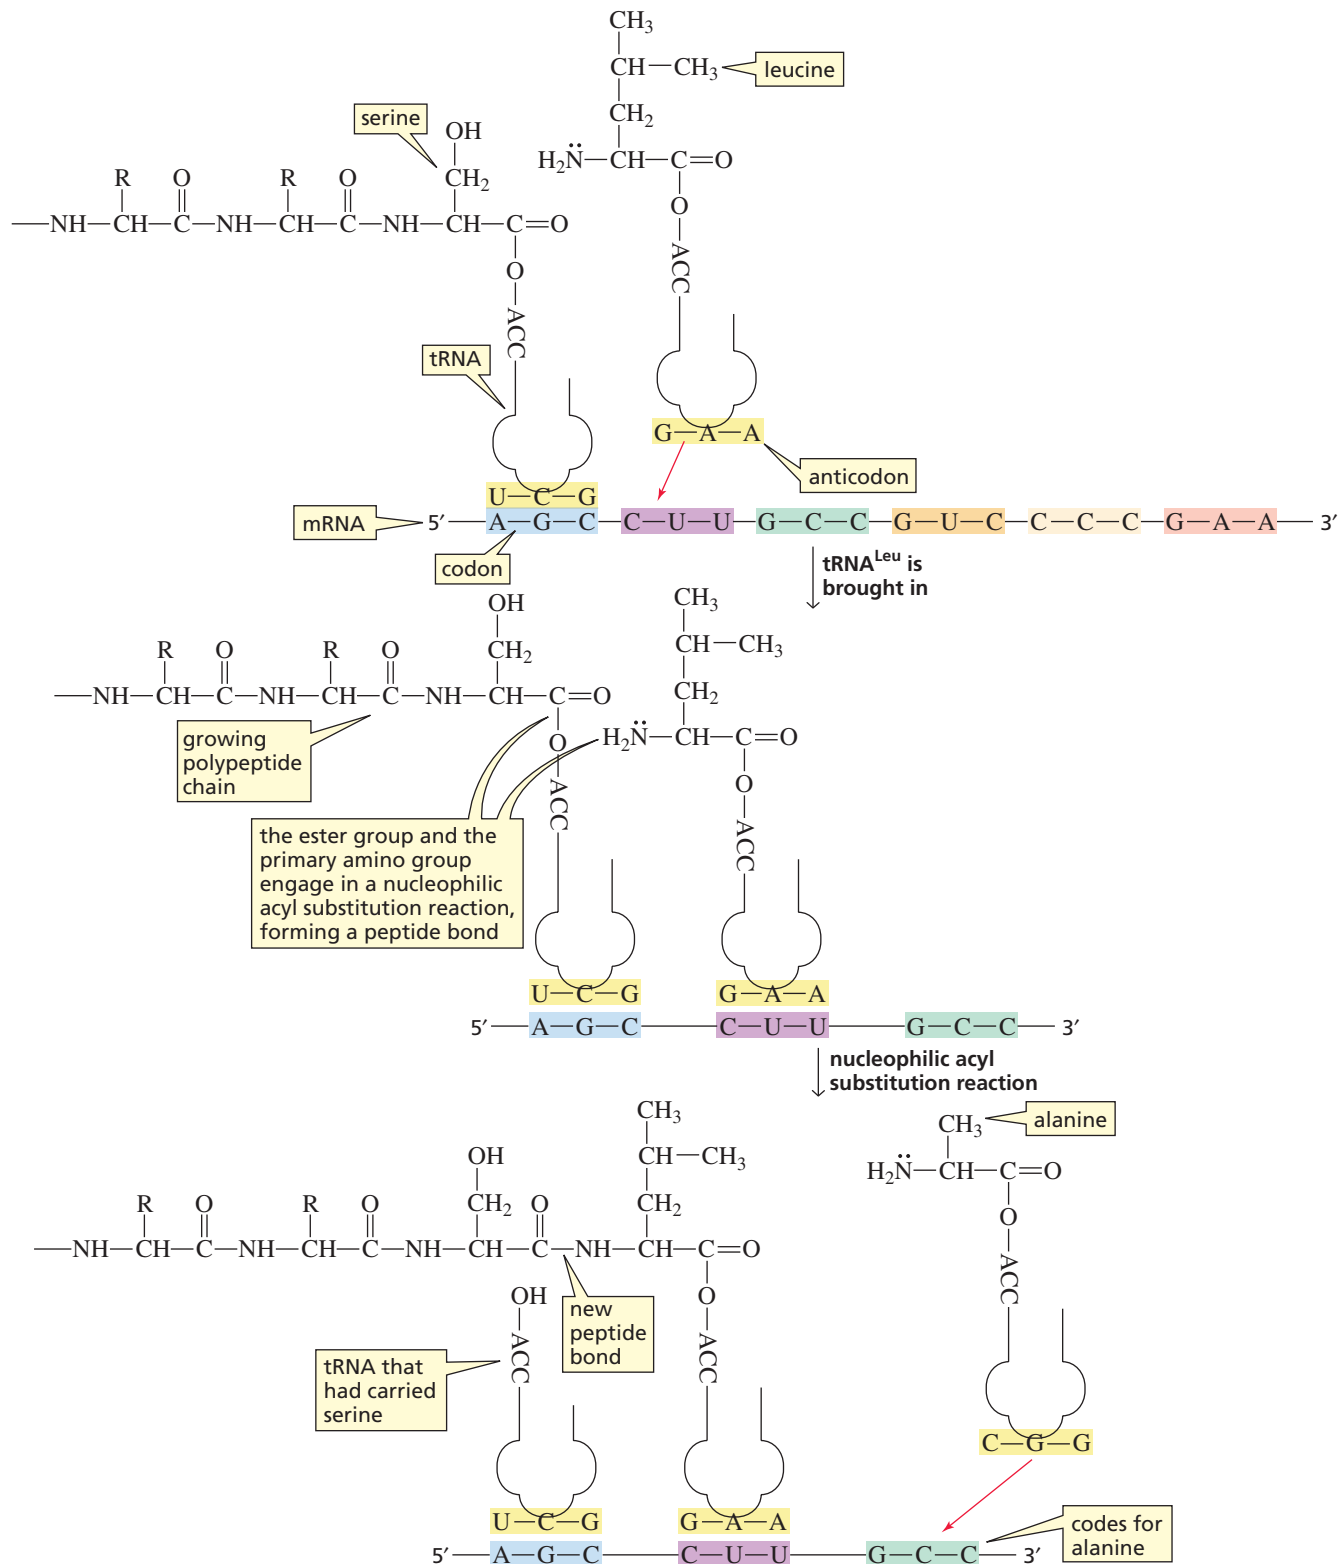 CH3
CH—CH3
leucine
CH2
serine
OH
H2N̈—CH—C=O
R O R O CH2
—NH—CH—C—NH—CH—C—NH—CH—C=O
O
O
ACC
ACC
tRNA
G—A—A
anticodon
U—C—G
mRNA
5′—A—G—C—C—U—U—G—C—C—G—U—C—C—C—C—G—A—A—3′
codon
tRNALeu is
brought in
CH3
OH
CH—CH3
R O R O CH2
CH2
—NH—CH—C—NH—CH—C—NH—CH—C=O
growing
polypeptide
chain
O
H2N̈—CH—C=O
O
ACC
ACC
the ester group and the
primary amino group
engage in a nucleophilic
acyl substitution reaction,
forming a peptide bond
U—C—G G—A—A
5′—A—G—C—C—U—U—G—C—C—3′
nucleophilic acyl
substitution reaction
CH3
CH3
alanine
OH
CH—CH3
H2N̈—CH—C=O
R O R O CH2 O CH2
O
—NH—CH—C—NH—CH—C—NH—CH—C—NH—CH—C=O
ACC
OH
O
new
peptide
bond
ACC
ACC
tRNA that
had carried
serine
C—G—G
U—C—G G—A—A
codes for
alanine
5′—A—G—C—C—U—U—G—C—C—3′